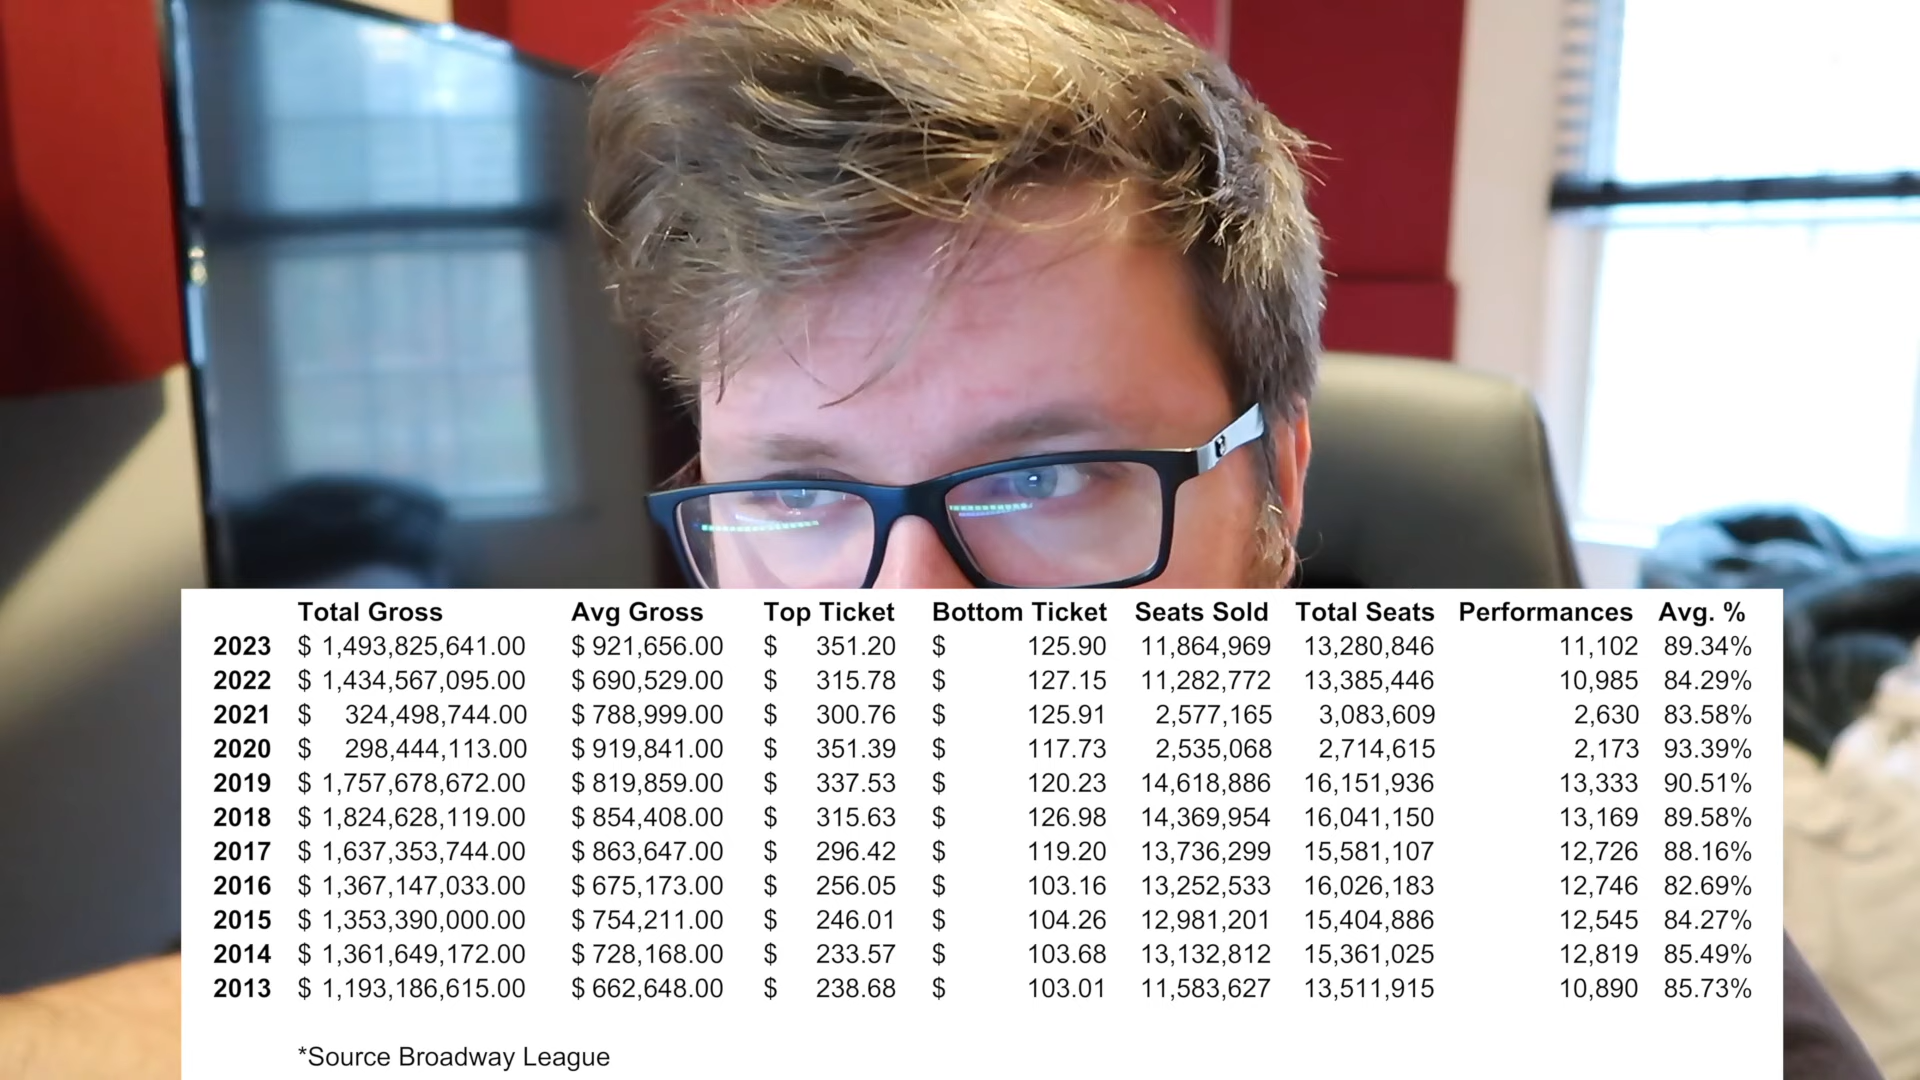 Total Gross Avg Gross Top Ticket Bottom Ticket Seats Sold Total Seats Performances Avg. %
2023 $ 1,493,825,641.00 $ 921,656.00 $ 351.20 $ 125.90 11,864,969 13,280,846 11,102 89.34%
2022 $ 1,434,567,095.00 $ 690,529.00 $ 315.78 $ 127.15 11,282,772 13,385,446 10,985 84.29%
2021 $ 324,498,744.00 $ 788,999.00 $ 300.76 $ 125.91 2,577,165 3,083,609 2,630 83.58%
2020 $ 298,444,113.00 $ 919,841.00 $ 351.39 $ 117.73 2,535,068 2,714,615 2,173 93.39%
2019 $ 1,757,678,672.00 $ 819,859.00 $ 337.53 $ 120.23 14,618,886 16,151,936 13,333 90.51%
2018 $ 1,824,628,119.00 $ 854,408.00 $ 315.63 $ 126.98 14,369,954 16,041,150 13,169 89.58%
2017 $ 1,637,353,744.00 $ 863,647.00 $ 296.42 $ 119.20 13,736,299 15,581,107 12,726 88.16%
2016 $ 1,367,147,033.00 $ 675,173.00 $ 256.05 $ 103.16 13,252,533 16,026,183 12,746 82.69%
2015 $ 1,353,390,000.00 $ 754,211.00 $ 246.01 $ 104.26 12,981,201 15,404,886 12,545 84.27%
2014 $ 1,361,649,172.00 $ 728,168.00 $ 233.57 $ 103.68 13,132,812 15,361,025 12,819 85.49%
2013 $ 1,193,186,615.00 $ 662,648.00 $ 238.68 $ 103.01 11,583,627 13,511,915 10,890 85.73%
*Source Broadway League